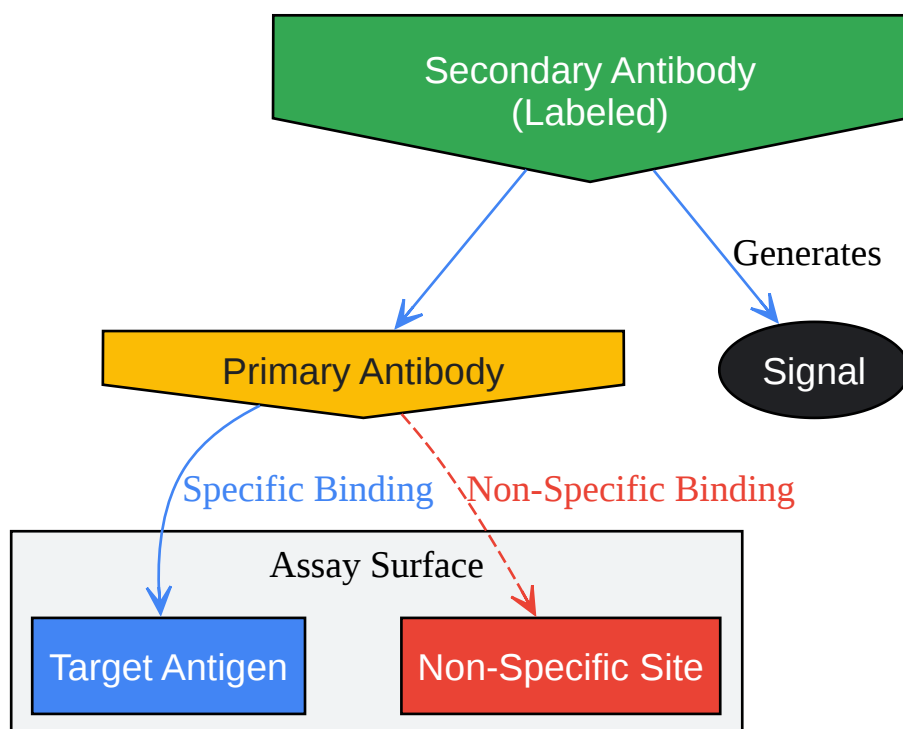 Secondary Antibody
(Labeled)
Generates
Primary Antibody
Signal
Specific Binding
Non-Specific Binding
Assay Surface
Target Antigen
Non-Specific Site